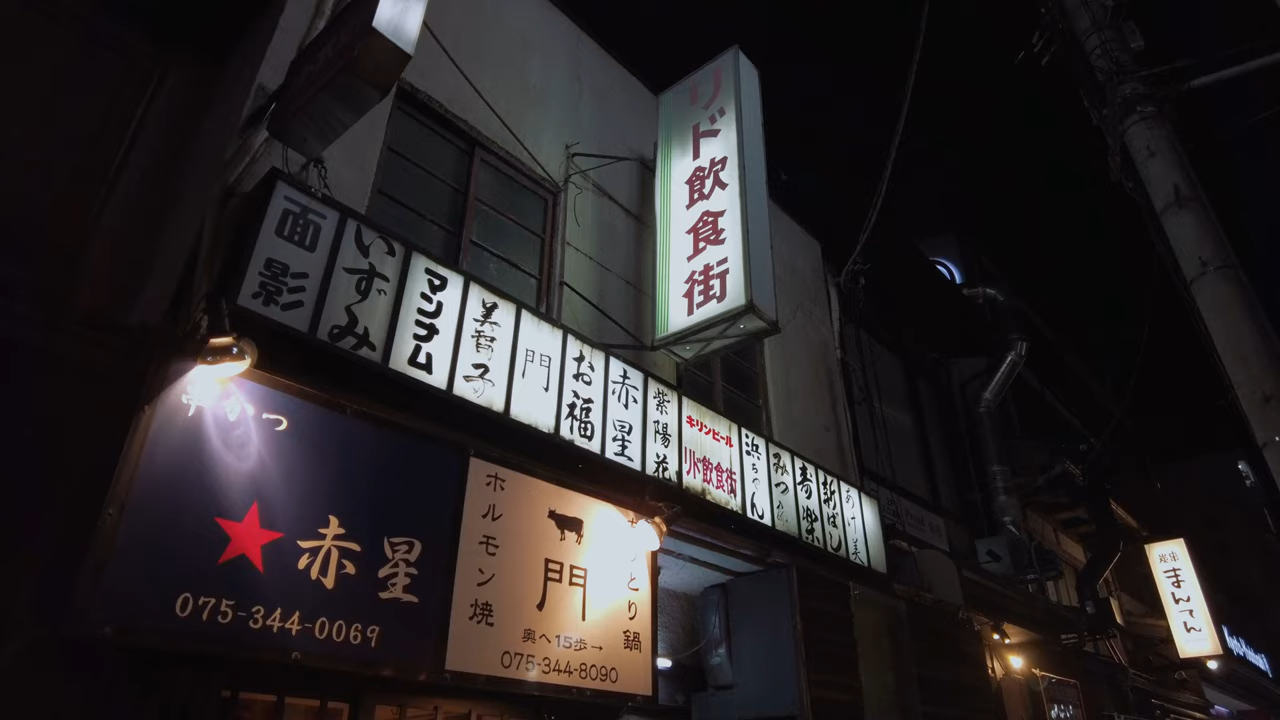 リド飲食街
面影
いずみ
マンナム
美智子
門
お福
赤星
紫陽花
キリンビール
リド飲食街
浜ちゃん
寿楽
新ばし
あけ美
串かつ
★赤星
075-344-0069
ホルモン焼
門
とり鍋
奥へ15歩→
075-344-8090
まんてん